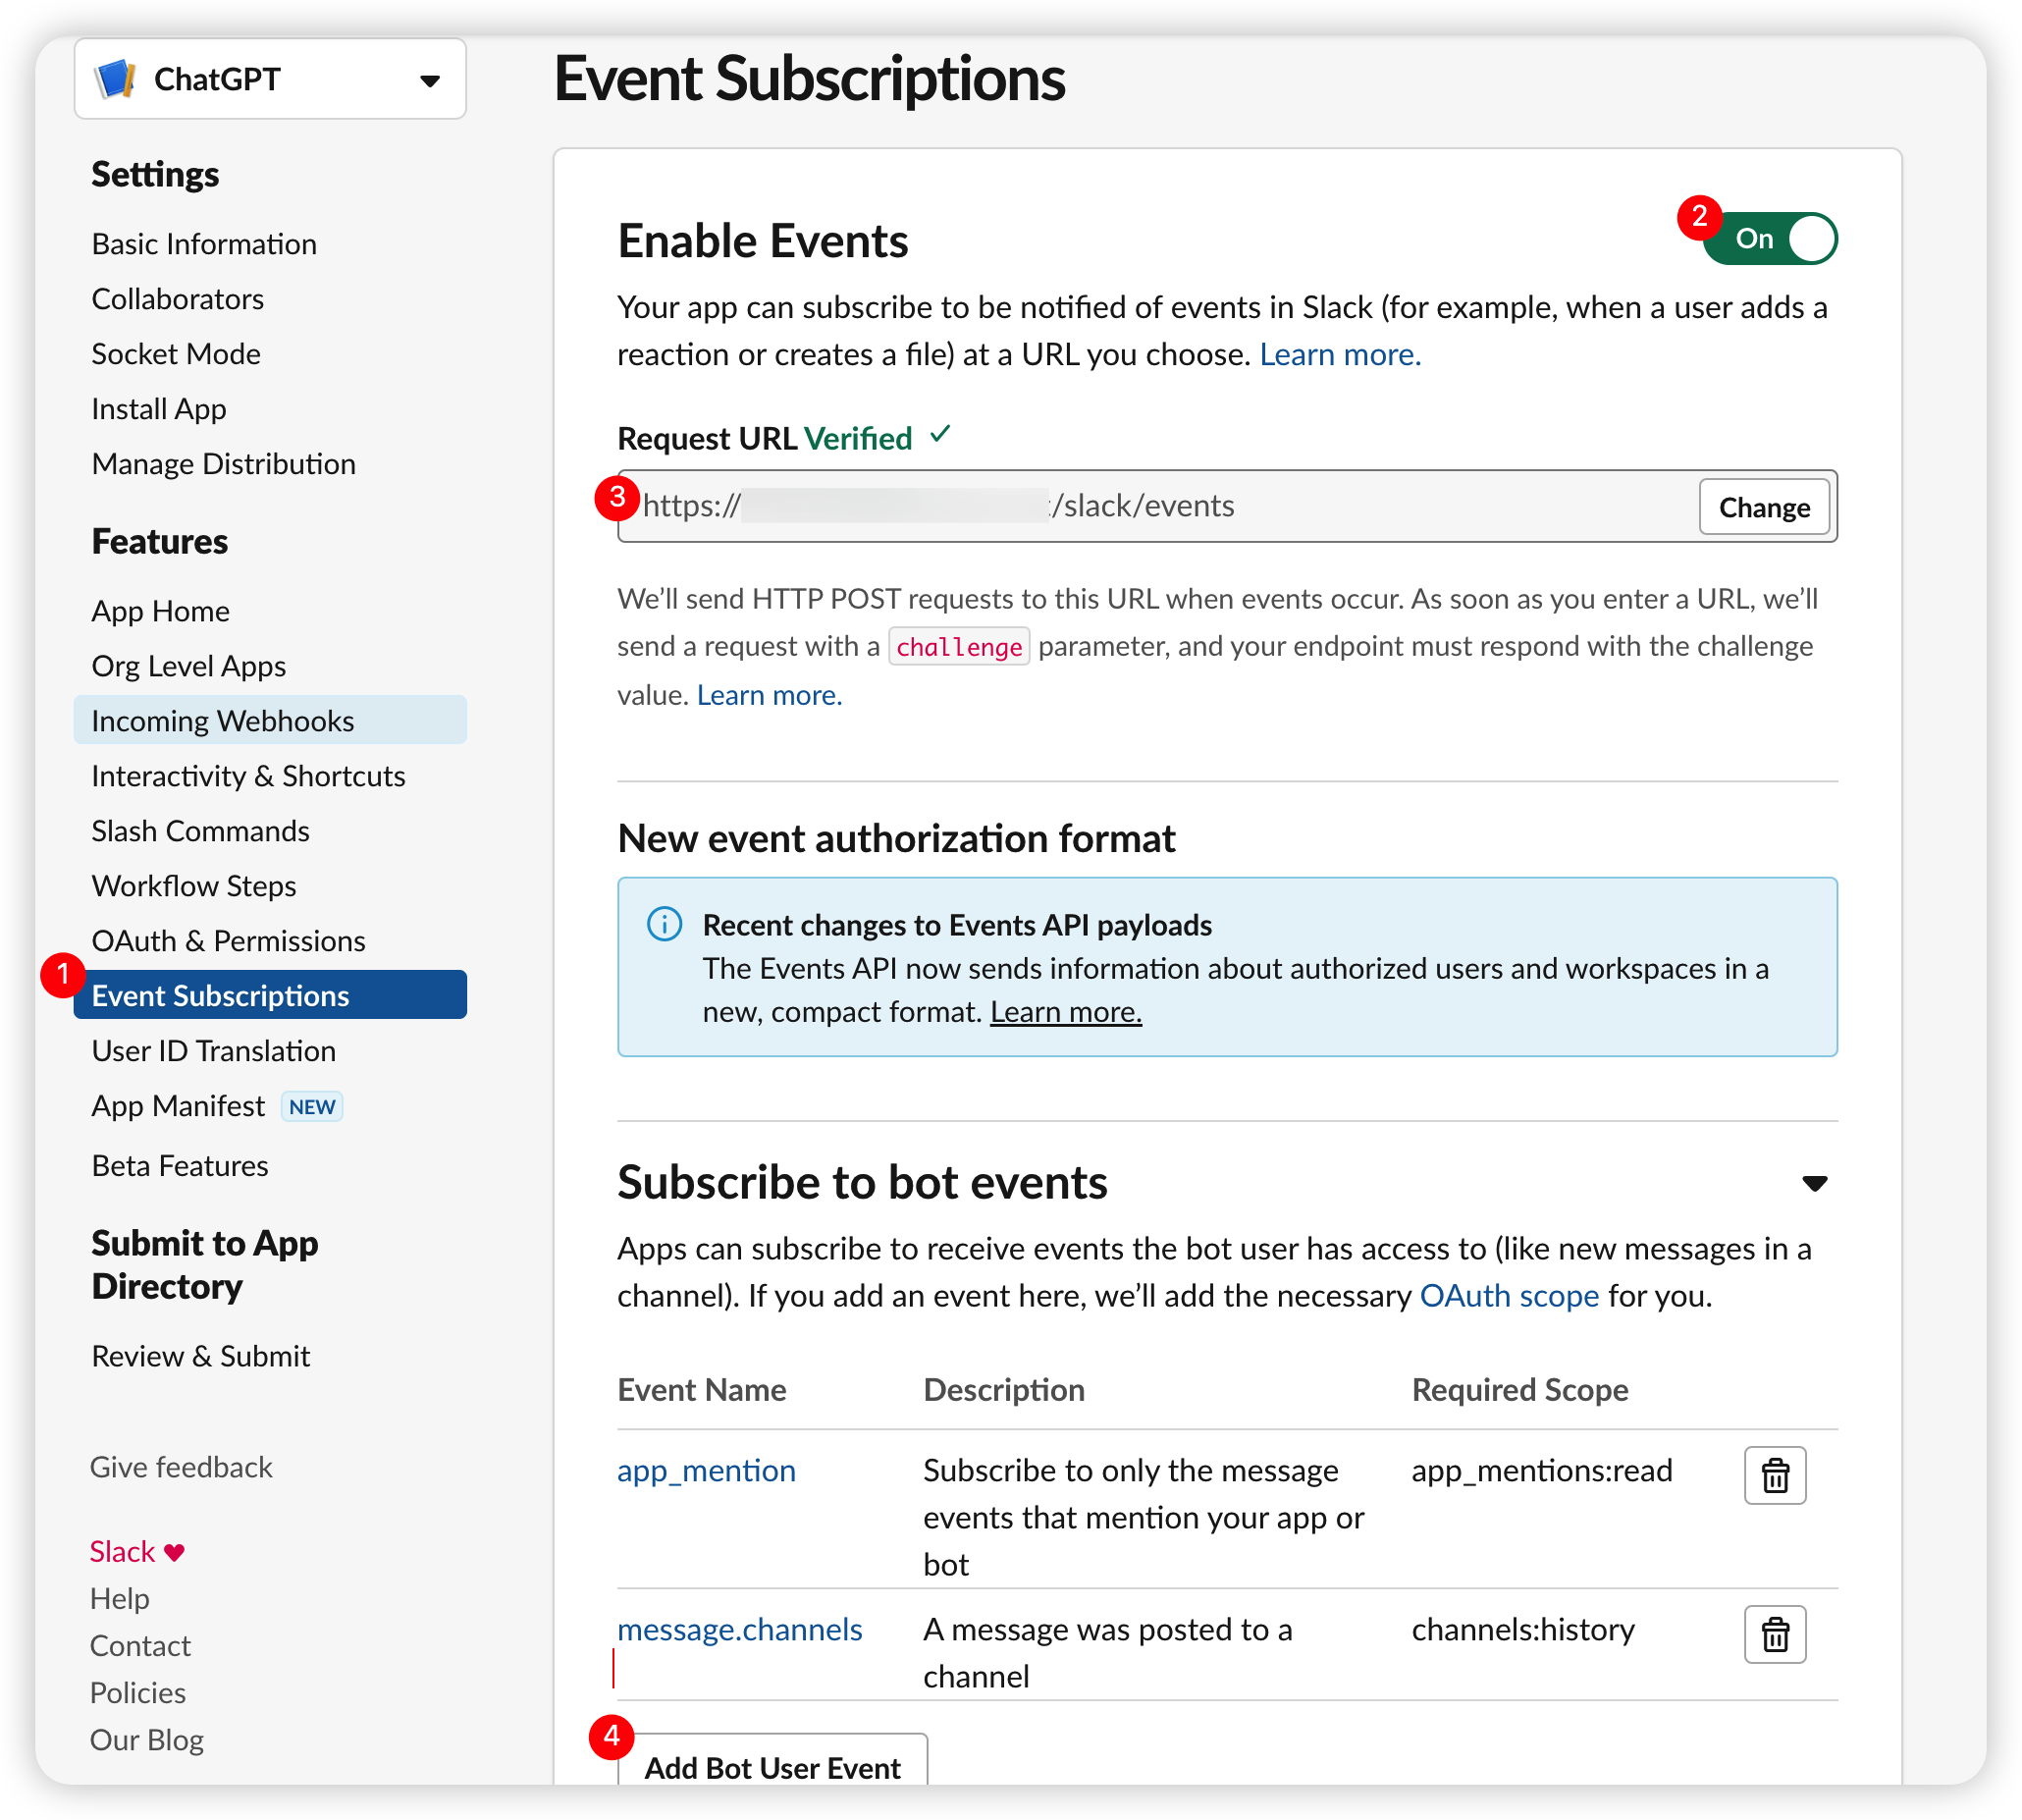 ChatGPT
Settings
Basic Information
Collaborators
Socket Mode
Install App
Manage Distribution
Features
App Home
Org Level Apps
Incoming Webhooks
Interactivity & Shortcuts
Slash Commands
Workflow Steps
OAuth & Permissions
1
Event Subscriptions
User ID Translation
App Manifest NEW
Beta Features
Submit to App
Directory
Review & Submit
Give feedback
Slack
Help
Contact
Policies
Our Blog
Event Subscriptions
Enable Events
2
On
Your app can subscribe to be notified of events in Slack (for example, when a user adds a
reaction or creates a file) at a URL you choose. Learn more.
Request URL Verified
3
https:// /slack/events
Change
We’ll send HTTP POST requests to this URL when events occur. As soon as you enter a URL, we’ll
send a request with a challenge parameter, and your endpoint must respond with the challenge
value. Learn more.
New event authorization format
Recent changes to Events API payloads
The Events API now sends information about authorized users and workspaces in a
new, compact format. Learn more.
Subscribe to bot events
Apps can subscribe to receive events the bot user has access to (like new messages in a
channel). If you add an event here, we’ll add the necessary OAuth scope for you.
Event Name Description Required Scope
app_mention Subscribe to only the message app_mentions:read
events that mention your app or
bot
message.channels A message was posted to a channels:history
channel
4
Add Bot User Event